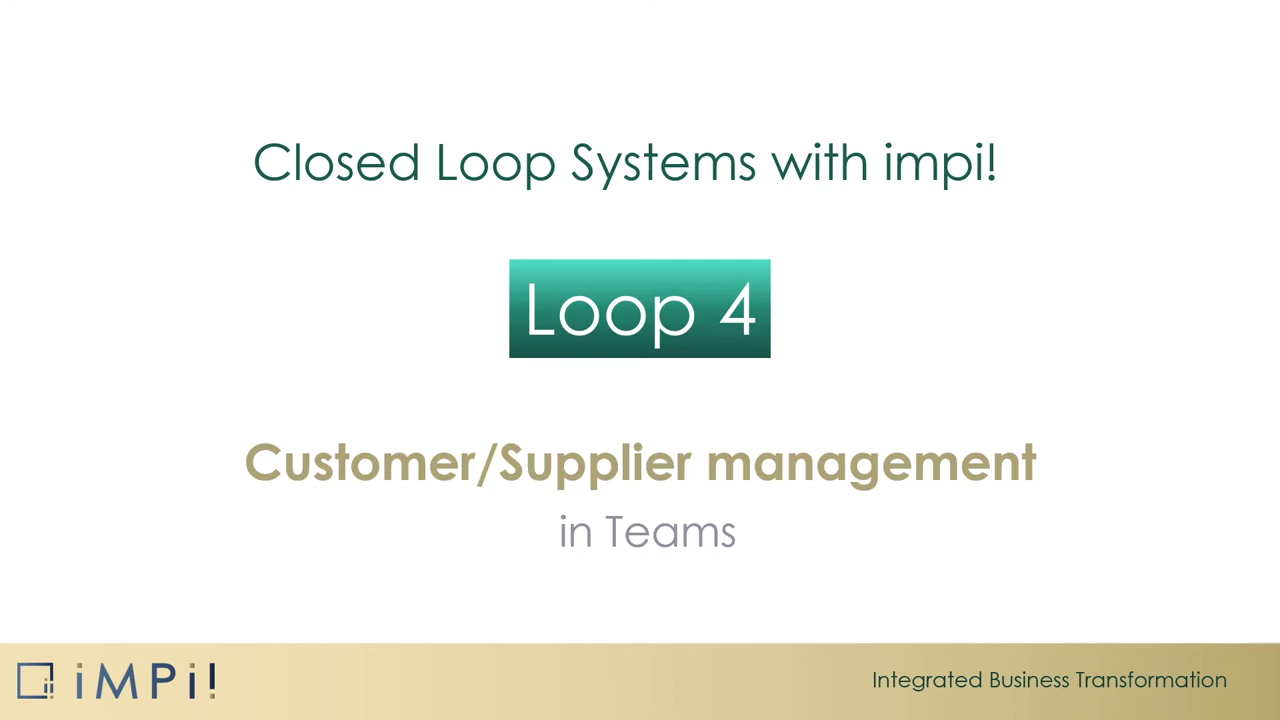 Closed Loop Systems with impi!
Loop 4
Customer/Supplier management
in Teams
iMPi!
Integrated Business Transformation